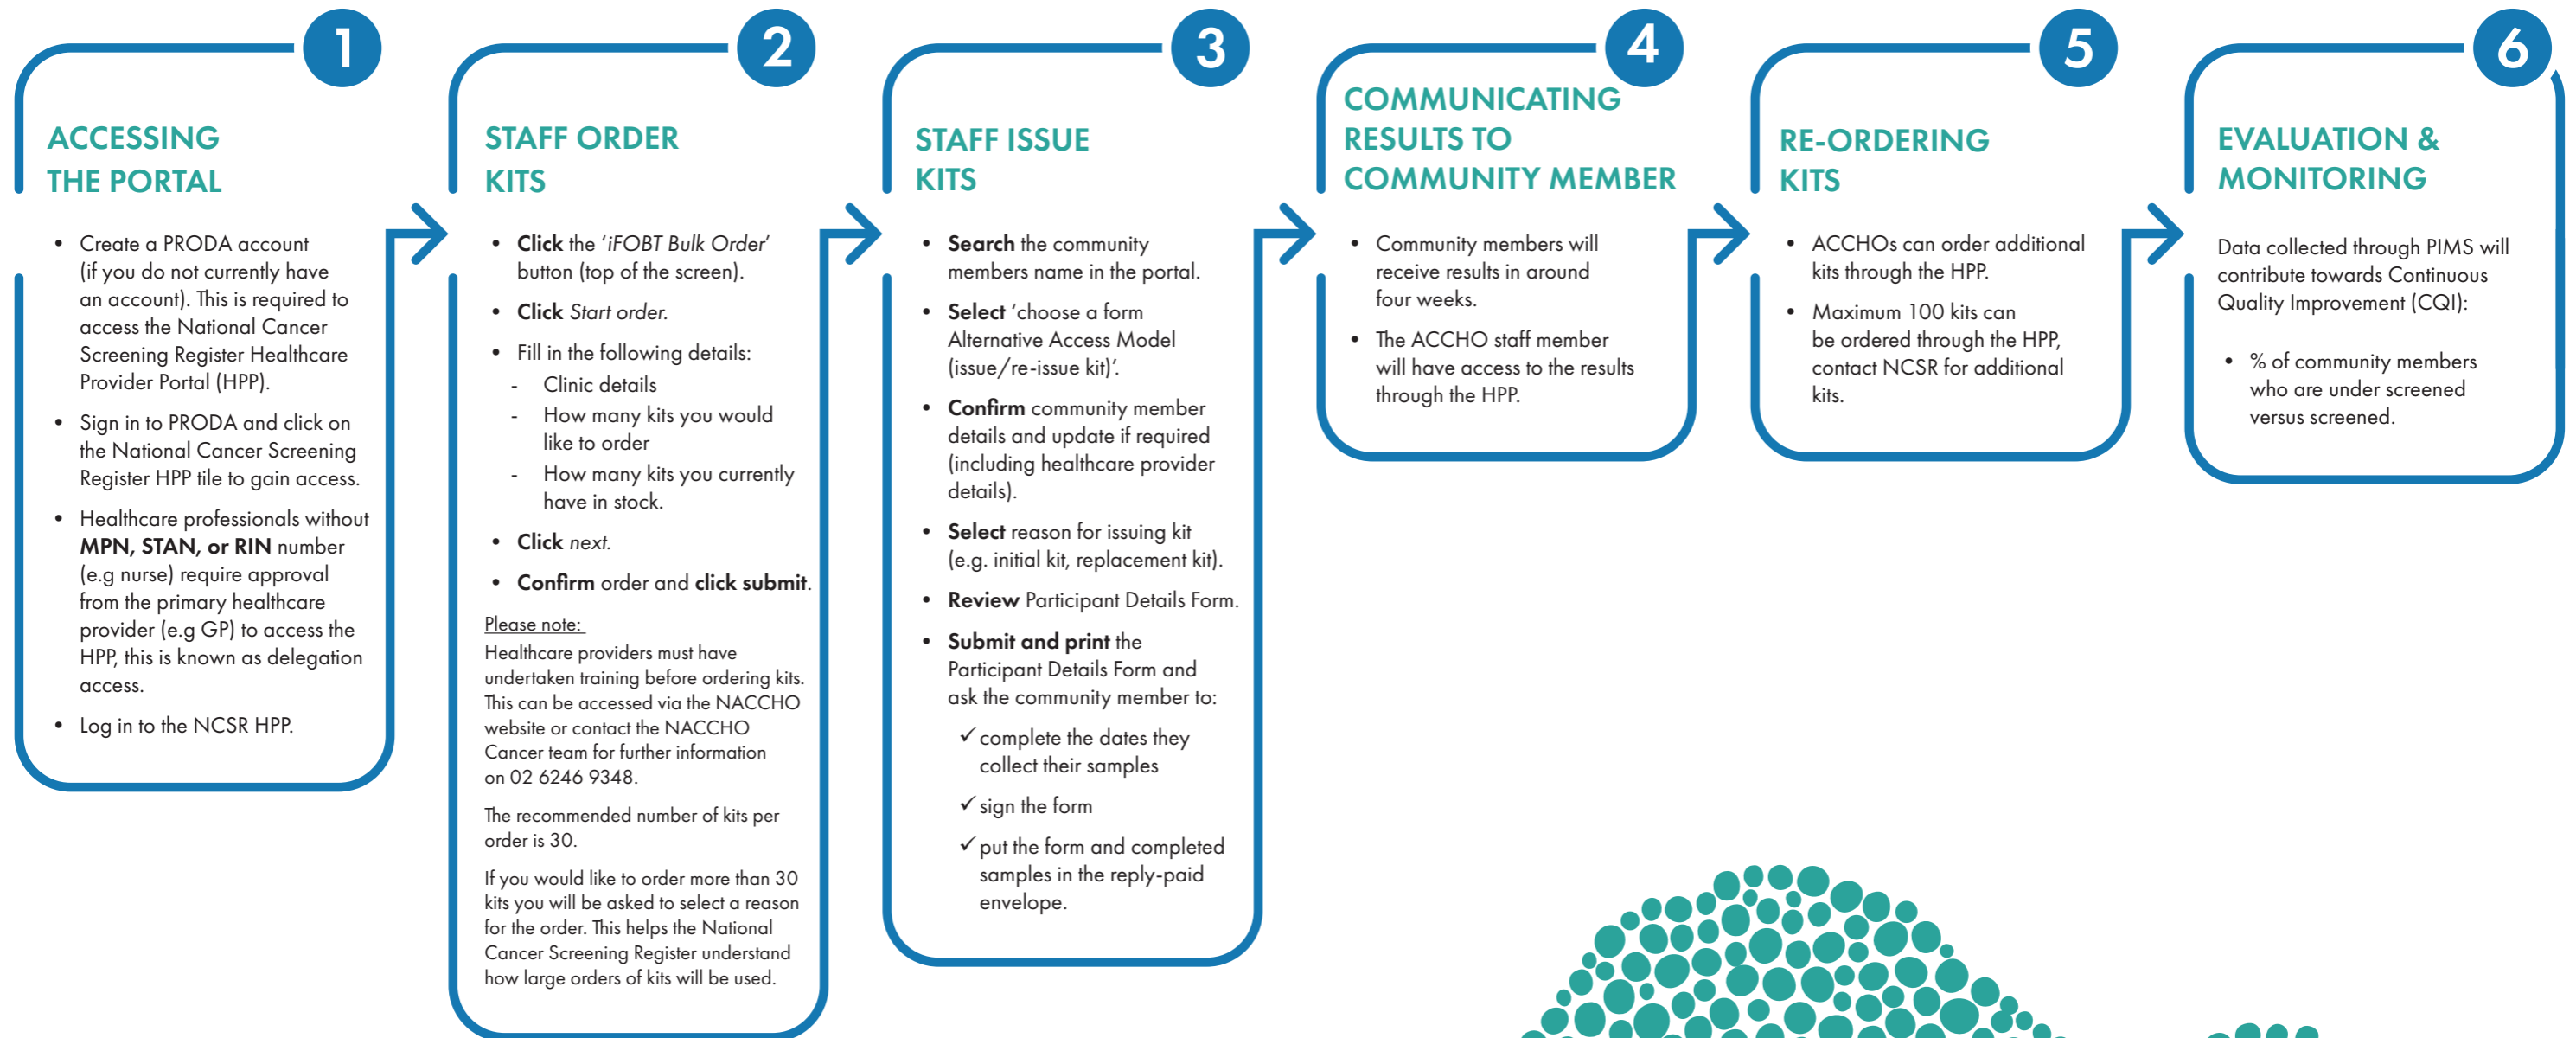 1
ACCESSING
THE PORTAL
• Create a PRODA account
(if you do not currently have
an account). This is required to
access the National Cancer
Screening Register Healthcare
Provider Portal (HPP).
• Sign in to PRODA and click on
the National Cancer Screening
Register HPP tile to gain access.
• Healthcare professionals without
MPN, STAN, or RIN number
(e.g nurse) require approval
from the primary healthcare
provider (e.g GP) to access the
HPP, this is known as delegation
access.
• Log in to the NCSR HPP.
2
STAFF ORDER
KITS
• Click the ‘iFOBT Bulk Order’
button (top of the screen).
• Click Start order.
• Fill in the following details:
- Clinic details
- How many kits you would
like to order
- How many kits you currently
have in stock.
• Click next.
• Confirm order and click submit.
Please note:
Healthcare providers must have
undertaken training before ordering kits.
This can be accessed via the NACCHO
website or contact the NACCHO
Cancer team for further information
on 02 6246 9348.
The recommended number of kits per
order is 30.
If you would like to order more than 30
kits you will be asked to select a reason
for the order. This helps the National
Cancer Screening Register understand
how large orders of kits will be used.
3
STAFF ISSUE
KITS
• Search the community
members name in the portal.
• Select ‘choose a form
Alternative Access Model
(issue/re-issue kit)’.
• Confirm community member
details and update if required
(including healthcare provider
details).
• Select reason for issuing kit
(e.g. initial kit, replacement kit).
• Review Participant Details Form.
• Submit and print the
Participant Details Form and
ask the community member to:
✓ complete the dates they
collect their samples
✓ sign the form
✓ put the form and completed
samples in the reply-paid
envelope.
4
COMMUNICATING
RESULTS TO
COMMUNITY MEMBER
• Community members will
receive results in around
four weeks.
• The ACCHO staff member
will have access to the results
through the HPP.
5
RE-ORDERING
KITS
• ACCHOs can order additional
kits through the HPP.
• Maximum 100 kits can
be ordered through the HPP,
contact NCSR for additional
kits.
6
EVALUATION &
MONITORING
Data collected through PIMS will
contribute towards Continuous
Quality Improvement (CQI):
• % of community members
who are under screened
versus screened.